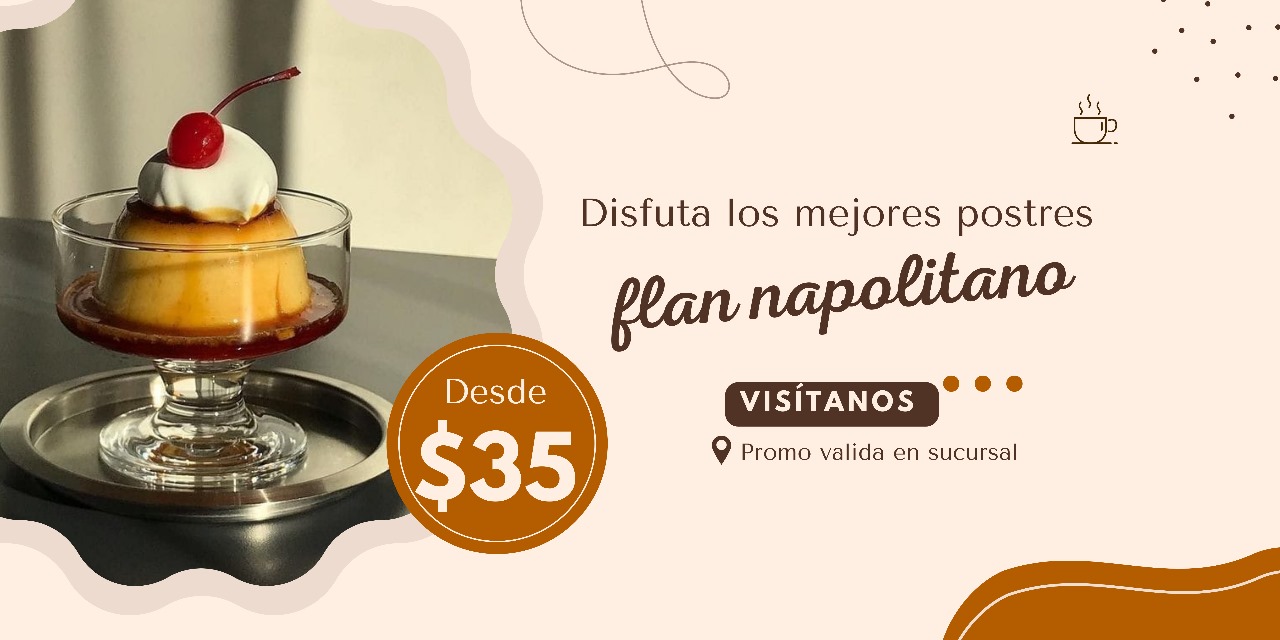 Disfuta los mejores postres
flan napolitano
Desde
$35
VISÍTANOS
Promo valida en sucursal